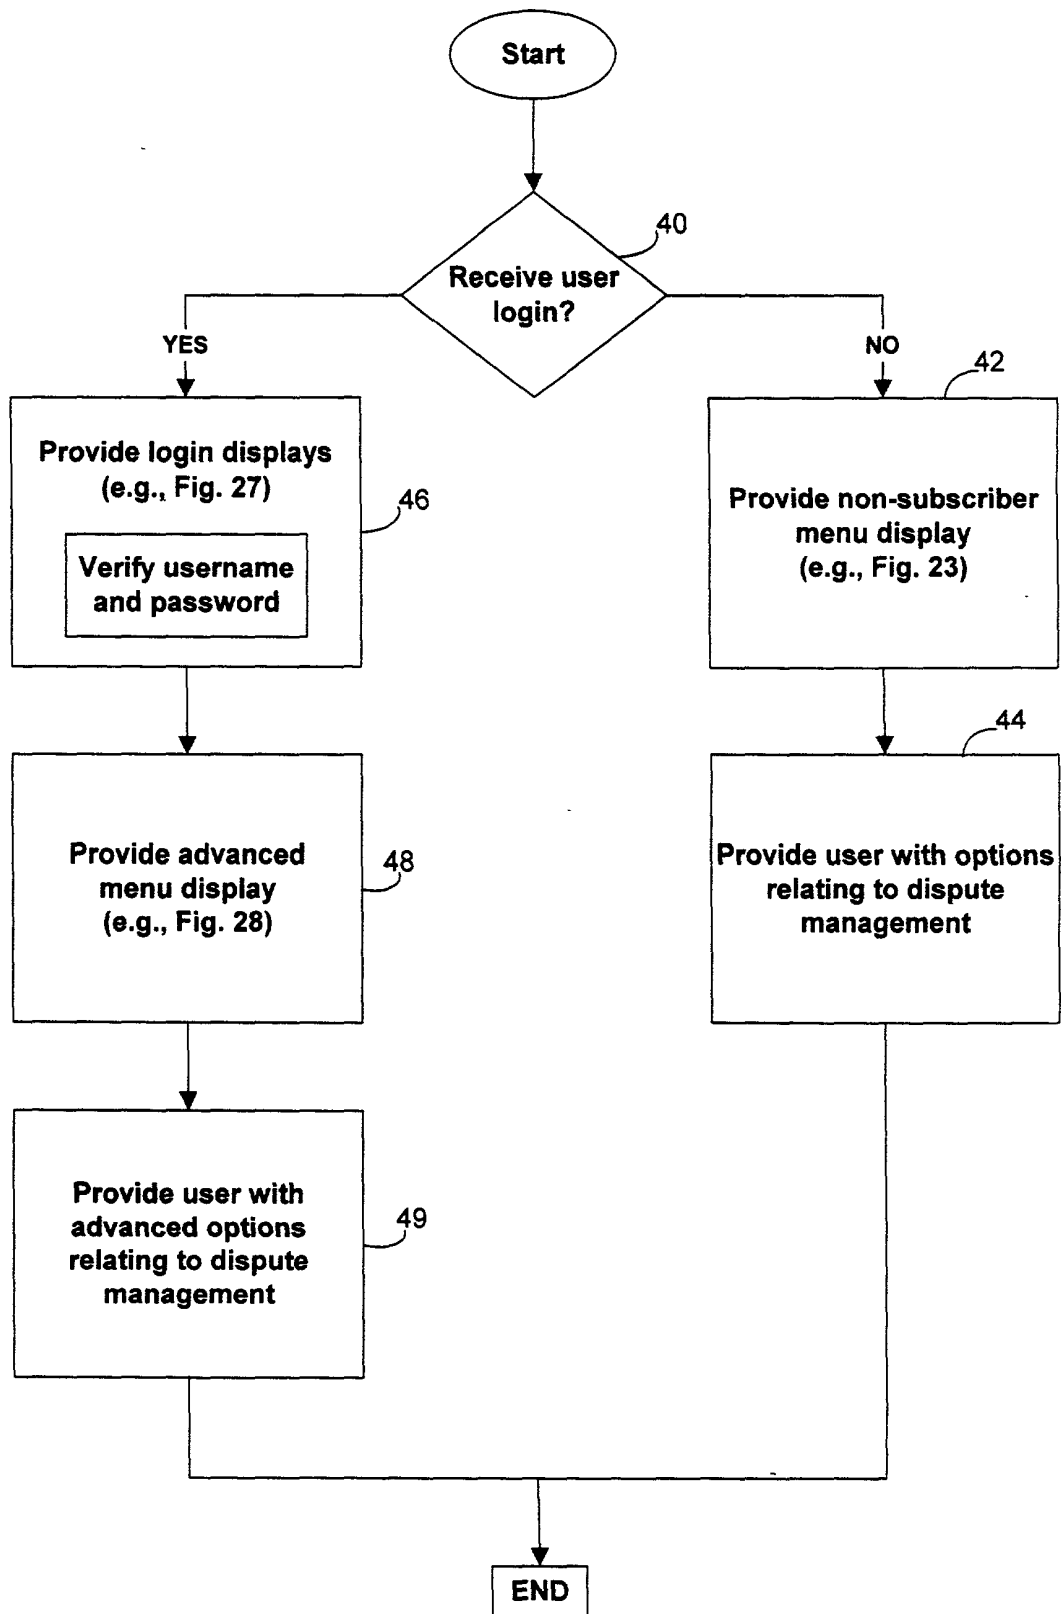 Start
40
Receive user
login?
YES
NO
42
Provide login displays
(e.g., Fig. 27)
46
Verify username
and password
Provide non-subscriber
menu display
(e.g., Fig. 23)
44
Provide advanced
menu display
(e.g., Fig. 28)
48
Provide user with options
relating to dispute
management
Provide user with
advanced options
relating to dispute
management
49
END